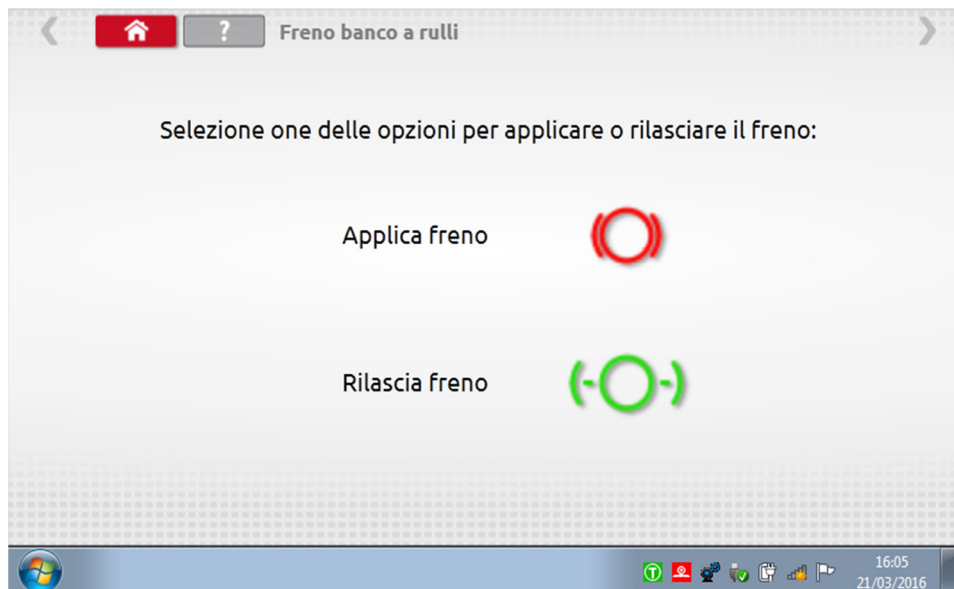 ? Freno banco a rulli
Selezione one delle opzioni per applicare o rilasciare il freno:
Applica freno
Rilascia freno
16:05
21/03/2016